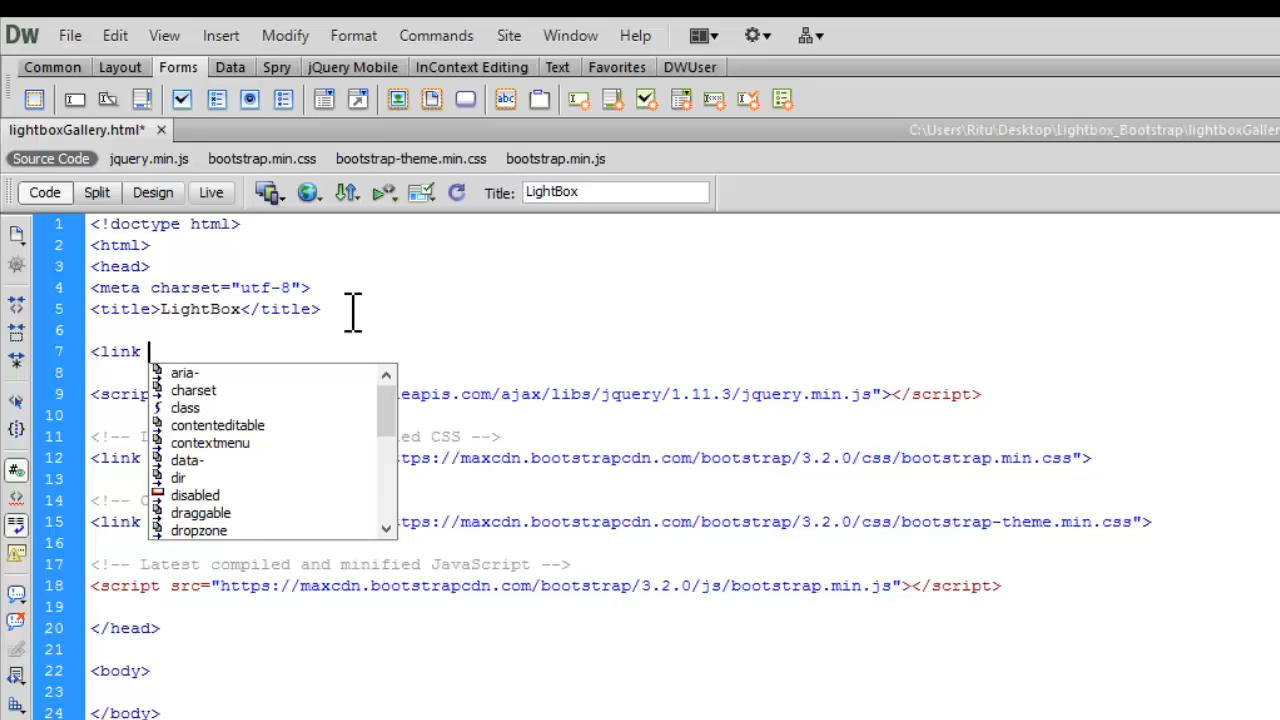 DW File Edit View Insert Modify Format Commands Site Window Help
Common Layout Forms Data Spry jQuery Mobile InContext Editing Text Favorites DWUser
abc
lightboxGallery.html* C:\Users\Ritu\Desktop\Lightbox_Bootstrap\lightboxGaller
Source Code jquery.min.js bootstrap.min.css bootstrap-theme.min.css bootstrap.min.js
Code Split Design Live Title: LightBox
1 <!doctype html>
2 <html>
3 <head>
4 <meta charset="utf-8">
5 <title>LightBox</title>
6
7 <link
8 aria-
charset
9 <scrip eapis.com/ajax/libs/jquery/1.11.3/jquery.min.js"></script>
class
10 contenteditable
11 <!-- ed CSS -->
contextmenu
12 <link tps://maxcdn.bootstrapcdn.com/bootstrap/3.2.0/css/bootstrap.min.css">
data-
13 dir
14 <!--
disabled
draggable
15 <link tps://maxcdn.bootstrapcdn.com/bootstrap/3.2.0/css/bootstrap-theme.min.css">
dropzone
16
17 <!-- Latest compiled and minified JavaScript -->
18 <script src="https://maxcdn.bootstrapcdn.com/bootstrap/3.2.0/js/bootstrap.min.js"></script>
19
20 </head>
21
22 <body>
23
24 </body>